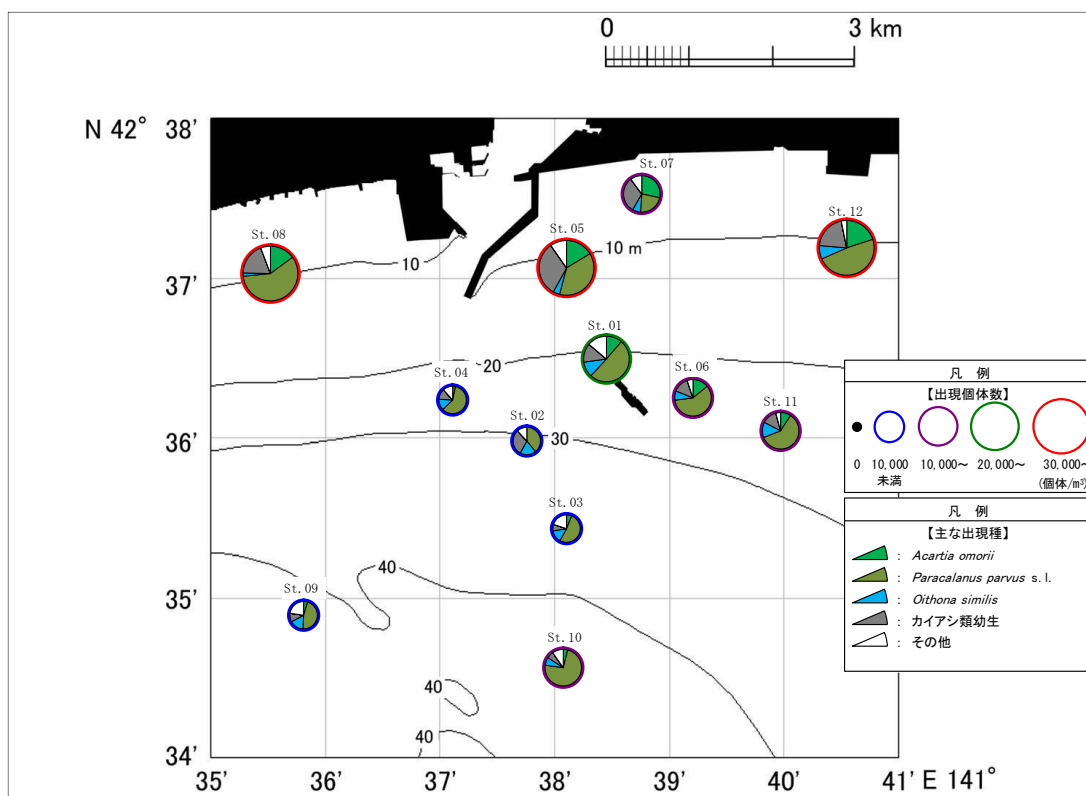 0 3 km
N 42° 38'
St.07
St.12
St.08
St.05
10 m
10
37'
St.01
20
St.04
St.06
St.11
St.02
36'
30
St.03
40
St.09
35'
St.10
40
40
34'
35' 36' 37' 38' 39' 40' 41' E 141°
凡 例
【出現個体数】
0 10,000未満 10,000~ 20,000~ 30,000~
(個体/m³)
凡 例
【主な出現種】
: Acartia omorii
: Paracalanus parvus s.l.
: Oithona similis
: カイアシ類幼生
: その他